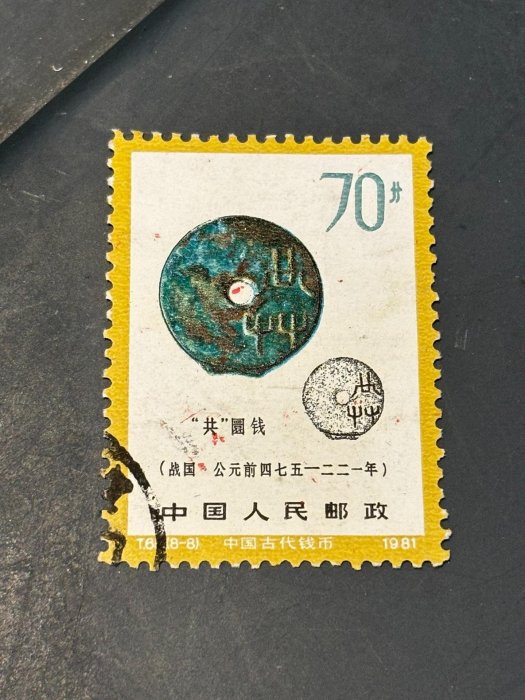 70分
“共”圜钱
（战国 公元前四七五—二二一年）
中国人民邮政
T.6 (8-8) 中国古代钱币 1981